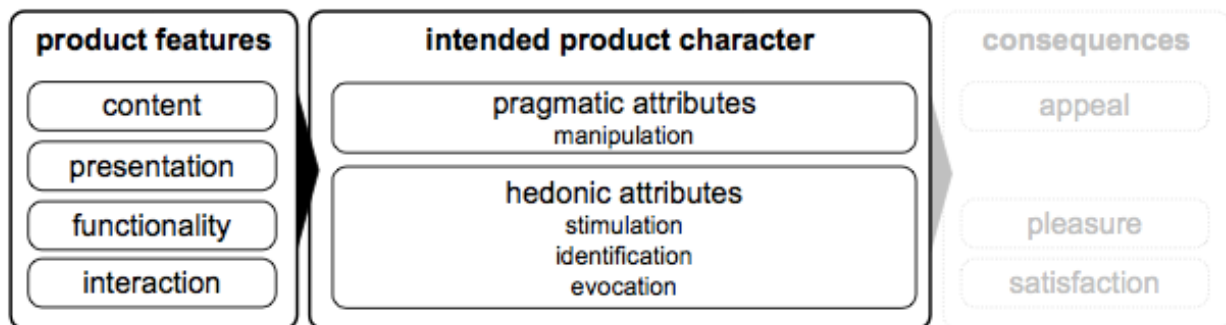 product features
content
presentation
functionality
interaction
intended product character
pragmatic attributes
manipulation
hedonic attributes
stimulation
identification
evocation
consequences
appeal
pleasure
satisfaction